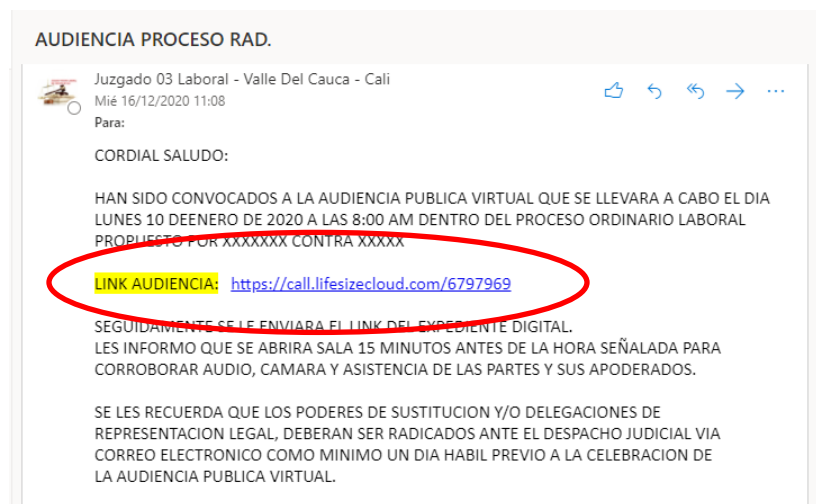 AUDIENCIA PROCESO RAD.
Juzgado 03 Laboral - Valle Del Cauca - Cali
Mié 16/12/2020 11:08
Para:
CORDIAL SALUDO:
HAN SIDO CONVOCADOS A LA AUDIENCIA PUBLICA VIRTUAL QUE SE LLEVARA A CABO EL DIA
LUNES 10 DEENERO DE 2020 A LAS 8:00 AM DENTRO DEL PROCESO ORDINARIO LABORAL
PROPUESTO POR XXXXXXX CONTRA XXXXX
LINK AUDIENCIA: https://call.lifesizecloud.com/6797969
SEGUIDAMENTE SE LE ENVIARA EL LINK DEL EXPEDIENTE DIGITAL.
LES INFORMO QUE SE ABRIRA SALA 15 MINUTOS ANTES DE LA HORA SEÑALADA PARA
CORROBORAR AUDIO, CAMARA Y ASISTENCIA DE LAS PARTES Y SUS APODERADOS.
SE LES RECUERDA QUE LOS PODERES DE SUSTITUCION Y/O DELEGACIONES DE
REPRESENTACION LEGAL, DEBERAN SER RADICADOS ANTE EL DESPACHO JUDICIAL VIA
CORREO ELECTRONICO COMO MINIMO UN DIA HABIL PREVIO A LA CELEBRACION DE
LA AUDIENCIA PUBLICA VIRTUAL.